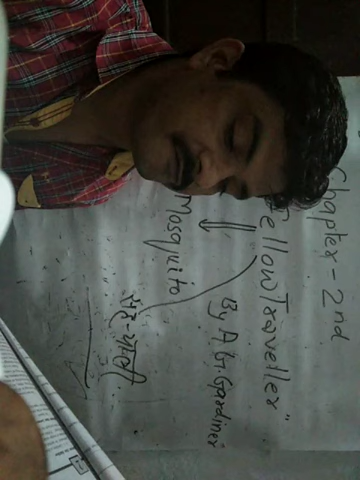 Chapter - 2nd
"Fellow Traveller"
By A.G. Gardiner
Mosquito
सह-यात्री